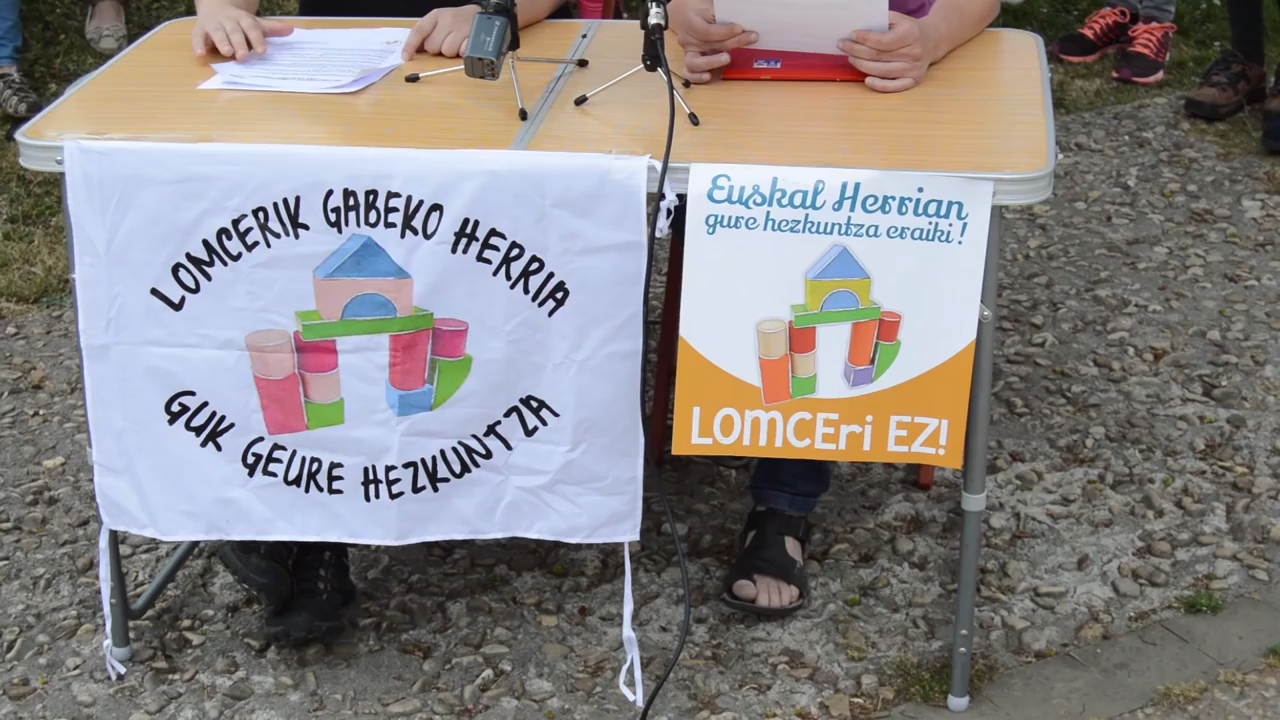 LOMCERIK GABEKO HERRIA
GUK GEURE HEZKUNTZA
Euskal Herrian
gure hezkuntza eraiki!
LOMCEri EZ!